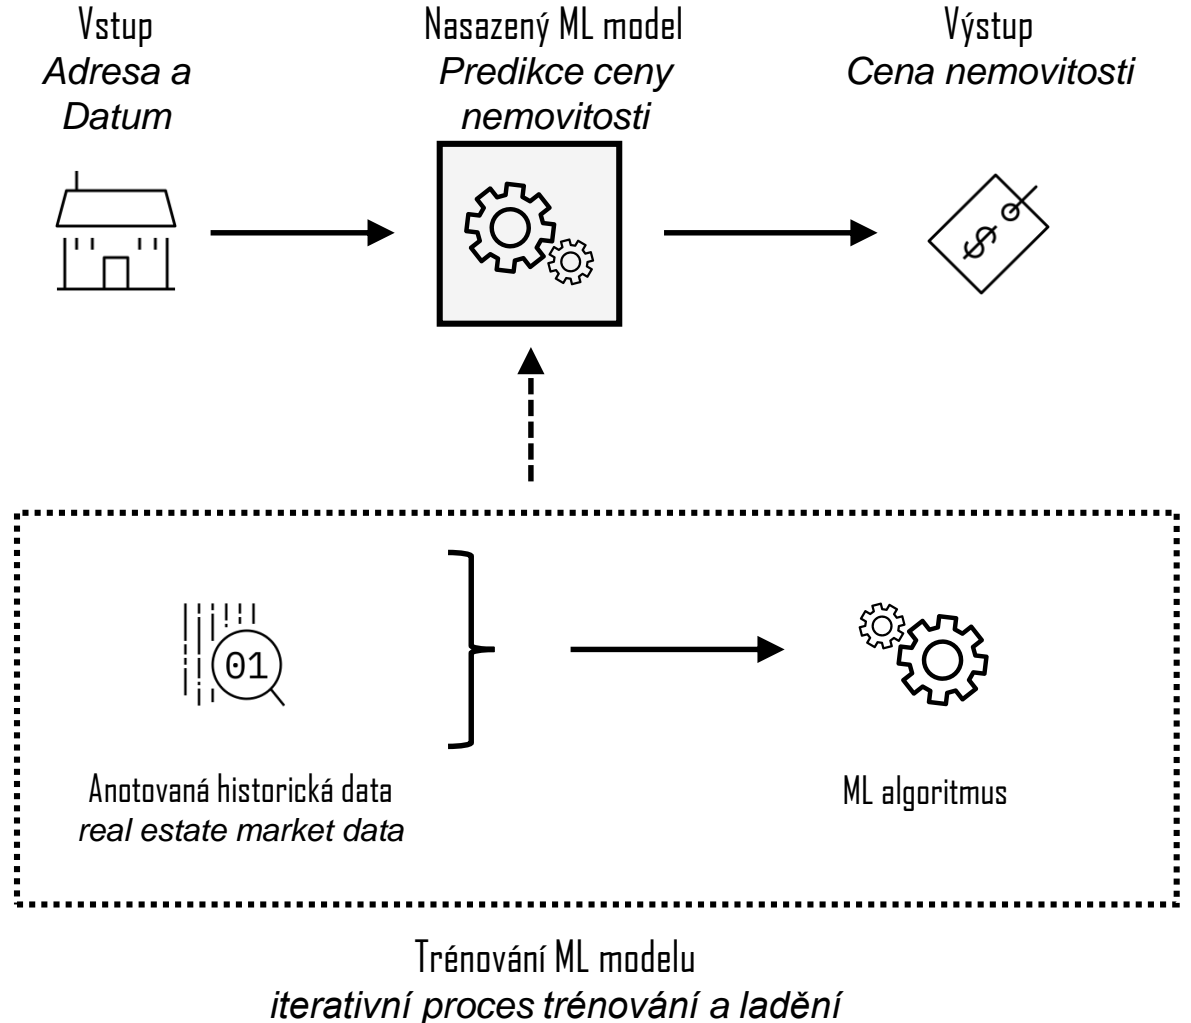 Vstup
Adresa a
Datum
Nasazený ML model
Predikce ceny
nemovitosti
Výstup
Cena nemovitosti
$
01
Anotovaná historická data
real estate market data
ML algoritmus
Trénování ML modelu
iterativní proces trénování a ladění